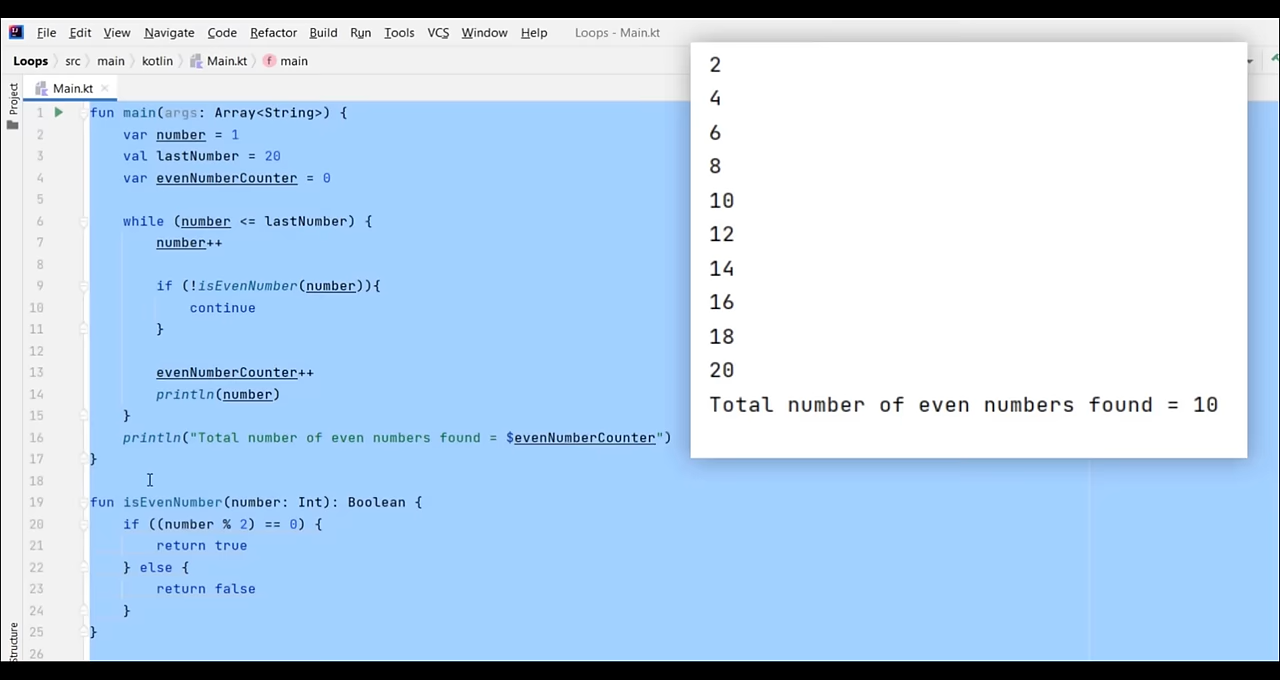 File Edit View Navigate Code Refactor Build Run Tools VCS Window Help Loops - Main.kt
Loops src main kotlin Main.kt main
Project
Main.kt
1 fun main(args: Array<String>) {
2 var number = 1
3 val lastNumber = 20
4 var evenNumberCounter = 0
5
6 while (number <= lastNumber) {
7 number++
8
9 if (!isEvenNumber(number)){
10 continue
11 }
12
13 evenNumberCounter++
14 println(number)
15 }
16 println("Total number of even numbers found = $evenNumberCounter")
17 }
18
19 fun isEvenNumber(number: Int): Boolean {
20 if ((number % 2) == 0) {
21 return true
22 } else {
23 return false
24 }
25 }
26
Structure
2
4
6
8
10
12
14
16
18
20
Total number of even numbers found = 10